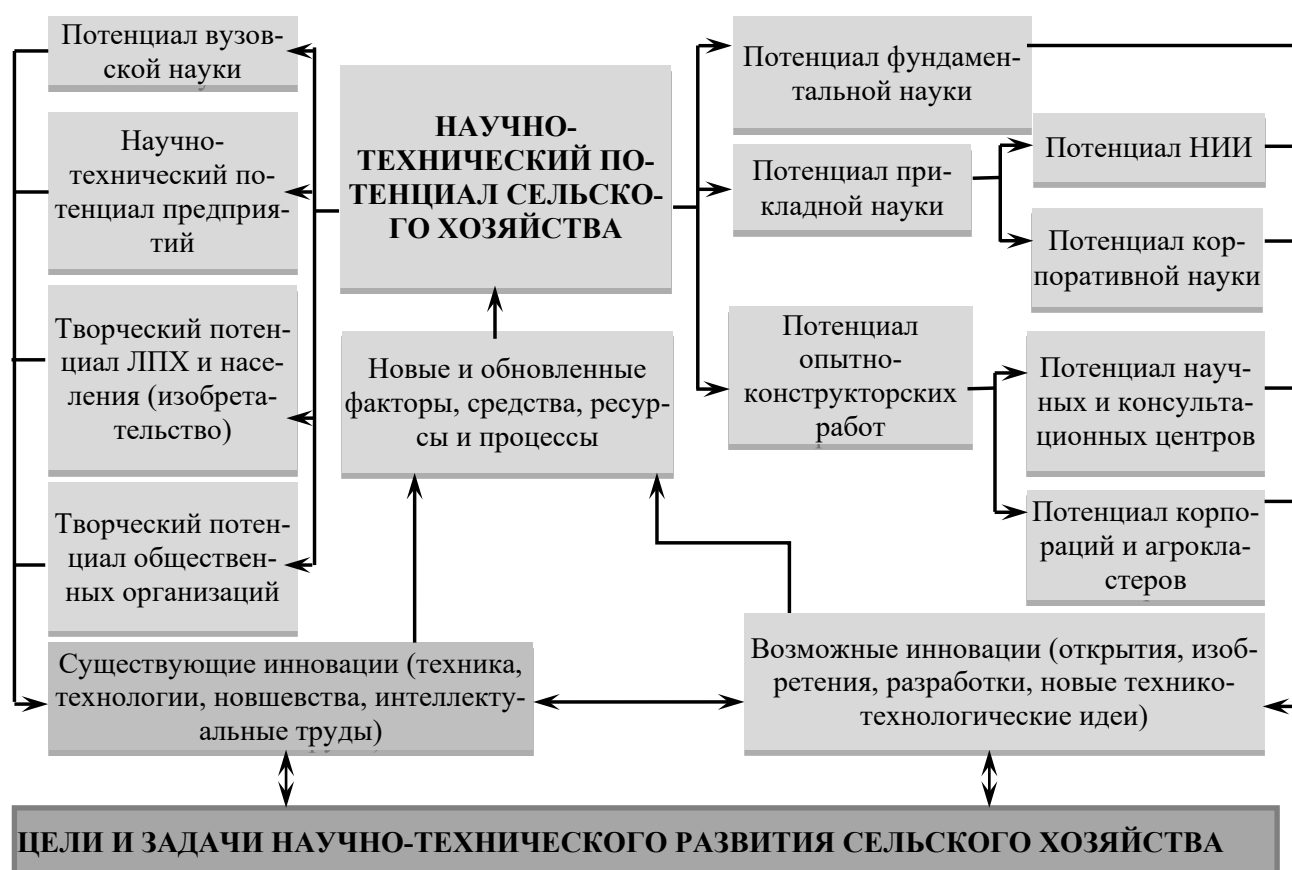 Потенциал вузов-
ской науки
Научно-
технический по-
тенциал предприя-
тий
Творческий потен-
циал ЛПХ и насе-
ления (изобрета-
тельство)
Творческий потен-
циал обществен-
ных организаций
НАУЧНО-
ТЕХНИЧЕСКИЙ ПО-
ТЕНЦИАЛ СЕЛЬСКО-
ГО ХОЗЯЙСТВА
Новые и обновленные
факторы, средства, ресур-
сы и процессы
Потенциал фундамен-
тальной науки
Потенциал при-
кладной науки
Потенциал
опытно-
конструкторских
работ
Потенциал НИИ
Потенциал кор-
поративной науки
Потенциал науч-
ных и консульта-
ционных центров
Потенциал корпо-
раций и агрокла-
стеров
Существующие инновации (техника,
технологии, новшевства, интеллекту-
альные труды)
Возможные инновации (открытия, изоб-
ретения, разработки, новые технико-
технологические идеи)
ЦЕЛИ И ЗАДАЧИ НАУЧНО-ТЕХНИЧЕСКОГО РАЗВИТИЯ СЕЛЬСКОГО ХОЗЯЙСТВА